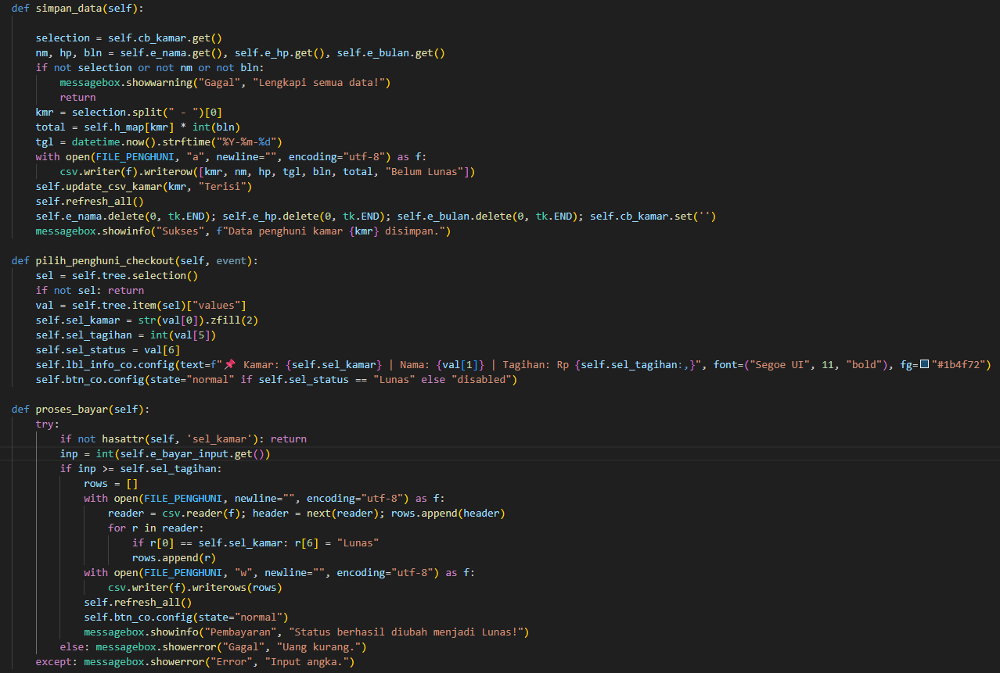 def simpan_data(self):
    selection = self.cb_kamar.get()
    nm, hp, bln = self.e_nama.get(), self.e_hp.get(), self.e_bulan.get()
    if not selection or not nm or not bln:
        messagebox.showwarning("Gagal", "Lengkapi semua data!")
        return
    kmr = selection.split(" - ")[0]
    total = self.h_map[kmr] * int(bln)
    tgl = datetime.now().strftime("%Y-%m-%d")
    with open(FILE_PENGHUNI, "a", newline="", encoding="utf-8") as f:
        csv.writer(f).writerow([kmr, nm, hp, tgl, bln, total, "Belum Lunas"])
    self.update_csv_kamar(kmr, "Terisi")
    self.refresh_all()
    self.e_nama.delete(0, tk.END); self.e_hp.delete(0, tk.END); self.e_bulan.delete(0, tk.END); self.cb_kamar.set('')
    messagebox.showinfo("Sukses", f"Data penghuni kamar {kmr} disimpan.")
def pilih_penghuni_checkout(self, event):
    sel = self.tree.selection()
    if not sel: return
    val = self.tree.item(sel)["values"]
    self.sel_kamar = str(val[0]).zfill(2)
    self.sel_tagihan = int(val[5])
    self.sel_status = val[6]
    self.lbl_info_co.config(text=f"📌 Kamar: {self.sel_kamar} | Nama: {val[1]} | Tagihan: Rp {self.sel_tagihan:,}", font=("Segoe UI", 11, "bold"), fg="#1b4f72")
    self.btn_co.config(state="normal" if self.sel_status == "Lunas" else "disabled")
def proses_bayar(self):
    try:
        if not hasattr(self, 'sel_kamar'): return
        inp = int(self.e_bayar_input.get())
        if inp >= self.sel_tagihan:
            rows = []
            with open(FILE_PENGHUNI, newline="", encoding="utf-8") as f:
                reader = csv.reader(f); header = next(reader); rows.append(header)
                for r in reader:
                    if r[0] == self.sel_kamar: r[6] = "Lunas"
                    rows.append(r)
            with open(FILE_PENGHUNI, "w", newline="", encoding="utf-8") as f:
                csv.writer(f).writerows(rows)
            self.refresh_all()
            self.btn_co.config(state="normal")
            messagebox.showinfo("Pembayaran", "Status berhasil diubah menjadi Lunas!")
        else: messagebox.showerror("Gagal", "Uang kurang.")
    except: messagebox.showerror("Error", "Input angka.")